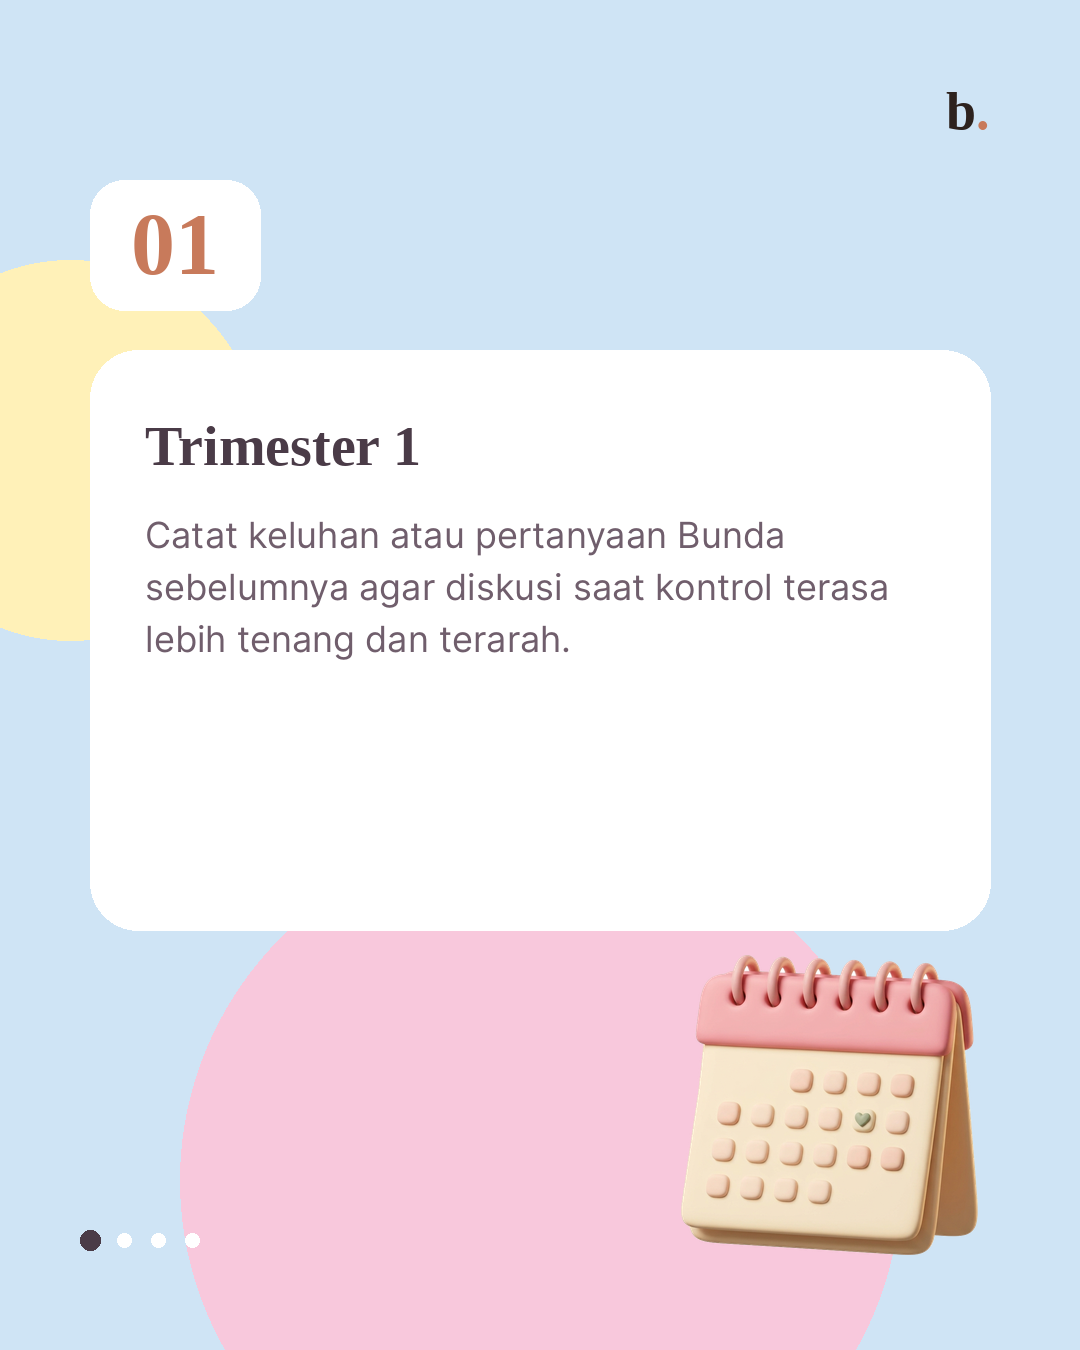 b.
01
Trimester 1
Catat keluhan atau pertanyaan Bunda
sebelumnya agar diskusi saat kontrol terasa
lebih tenang dan terarah.